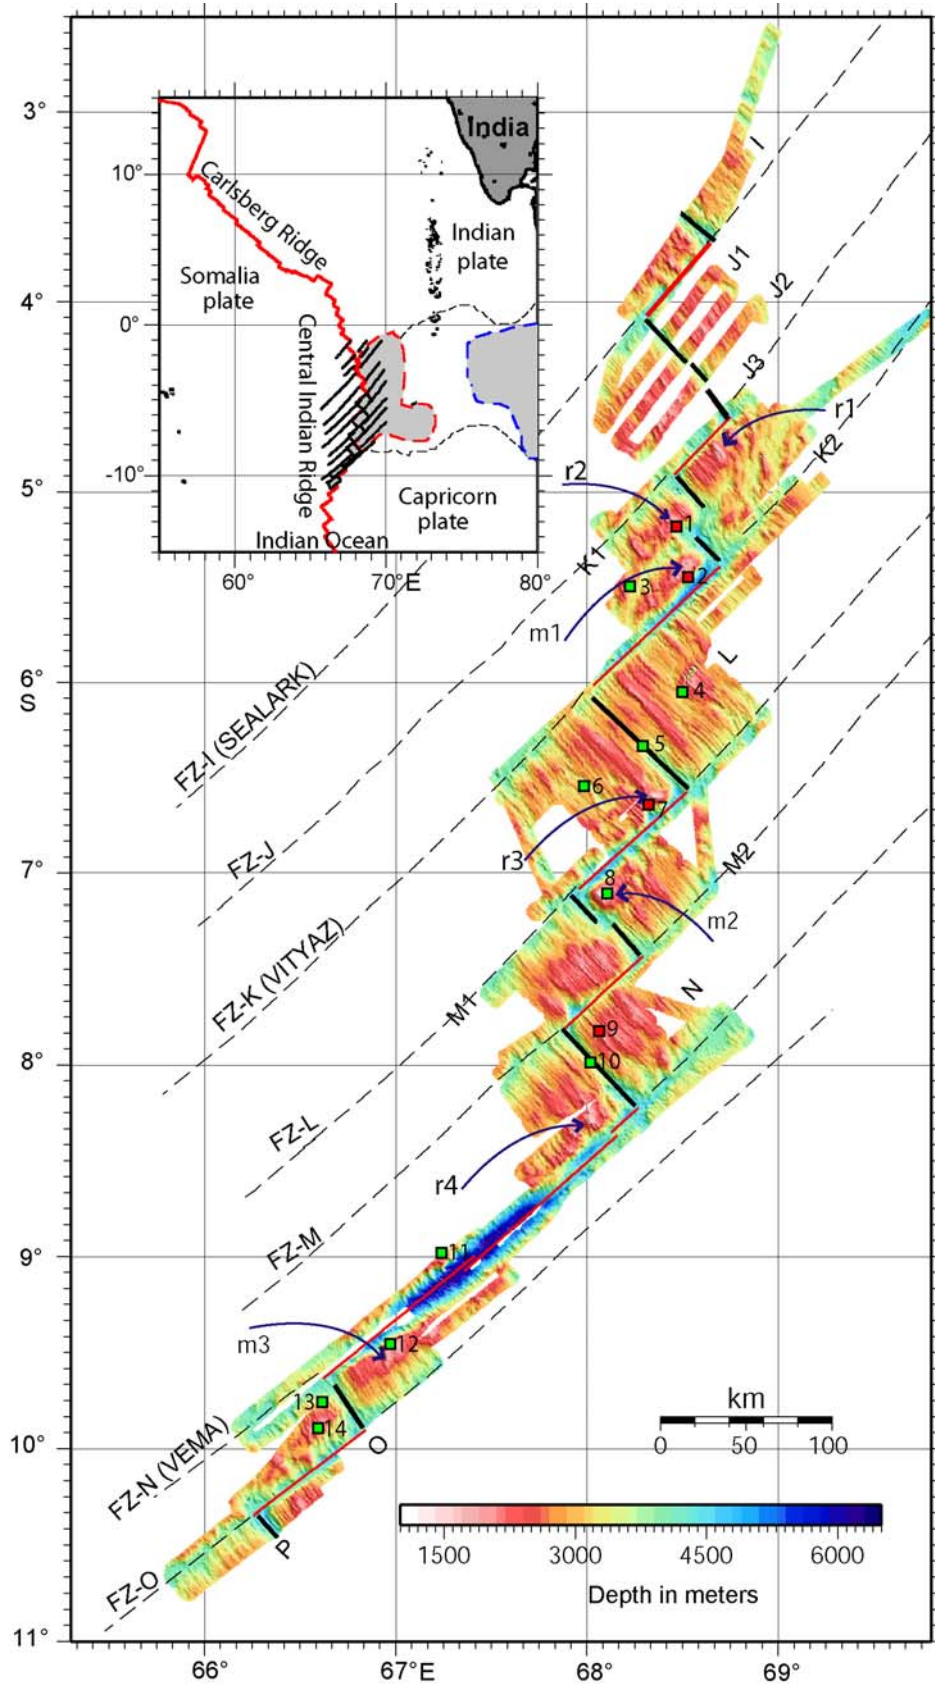 3°
4°
5°
6°
S
7°
8°
9°
10°
11°
66°
67°E
68°
69°
India
10°
Carlsberg Ridge
Indian
plate
Somalia
plate
0°
Central Indian Ridge
-10°
Capricorn
plate
Indian Ocean
60°
70°E
80°
I
J1
J2
J3
r1
K2
r2
1
K1
2
3
m1
L
4
FZ-I (SEALARK)
5
6
7
r3
FZ-J
8
M2
m2
FZ-K (VITYAZ)
M1
N
9
10
FZ-L
r4
FZ-M
11
m3
12
13
14
FZ-N (VEMA)
O
P
FZ-O
km
0 50 100
1500 3000 4500 6000
Depth in meters